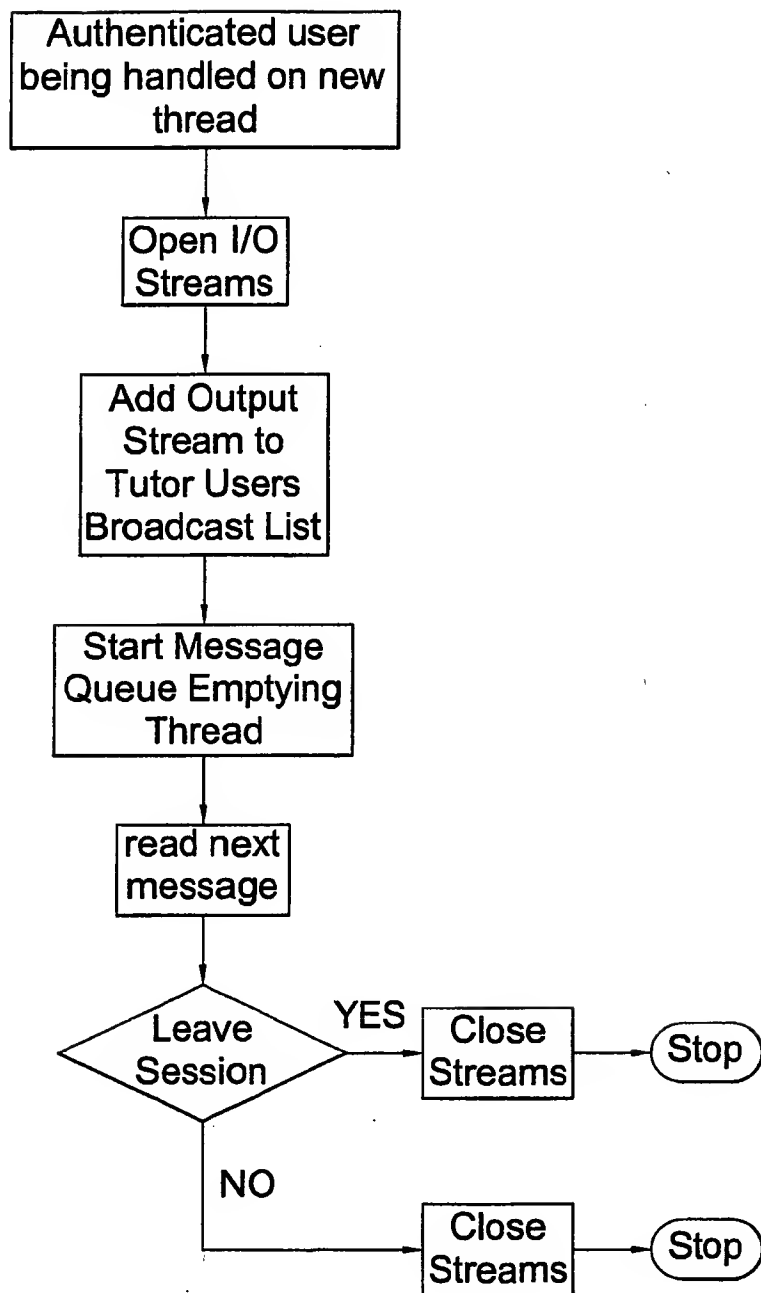 Authenticated user
being handled on new
thread
Open I/O
Streams
Add Output
Stream to
Tutor Users
Broadcast List
Start Message
Queue Emptying
Thread
read next
message
Leave
Session
YES
Close
Streams
Stop
NO
Close
Streams
Stop